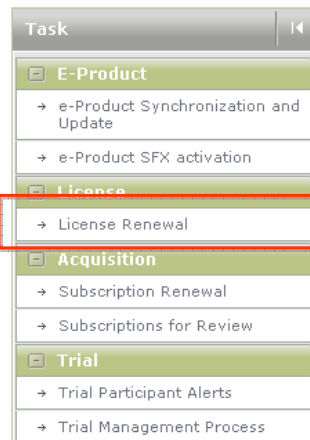 Task
E-Product
e-Product Synchronization and
Update
e-Product SFX activation
License
License Renewal
Acquisition
Subscription Renewal
Subscriptions for Review
Trial
Trial Participant Alerts
Trial Management Process